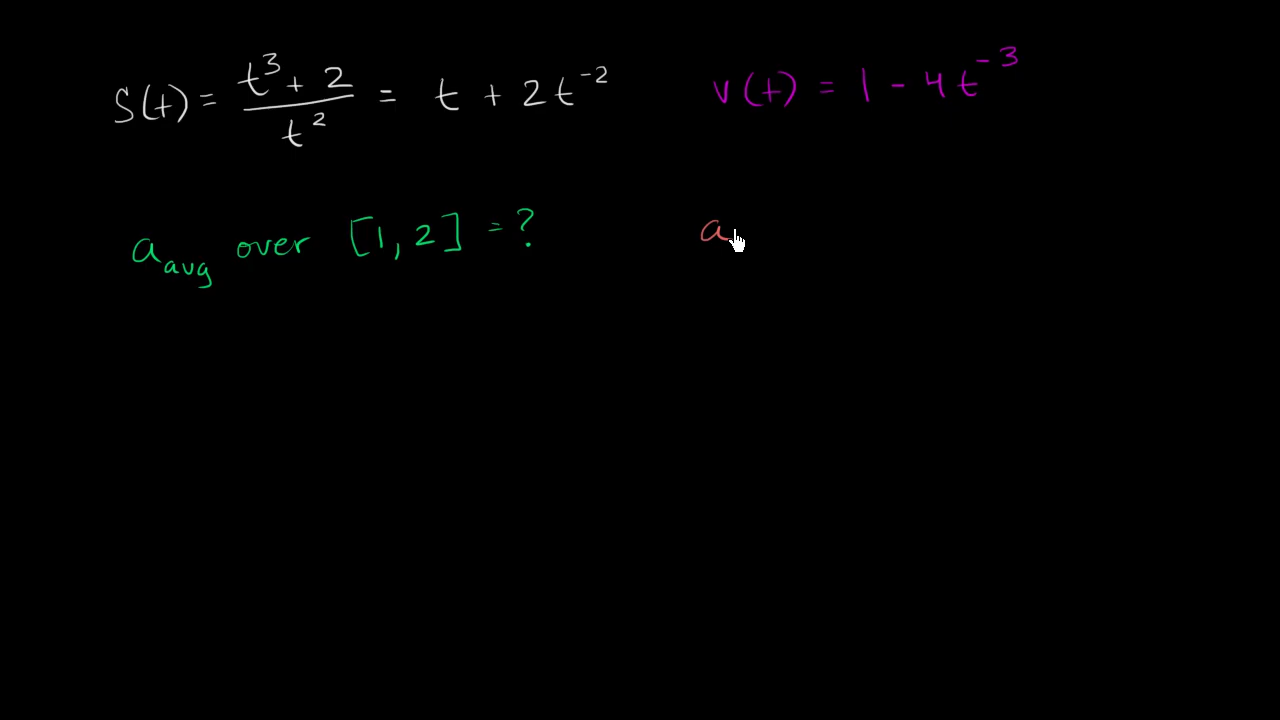 S(t) = (t³ + 2)/t² = t + 2t⁻²
v(t) = 1 - 4t⁻³
a_avg over [1, 2] = ?
a